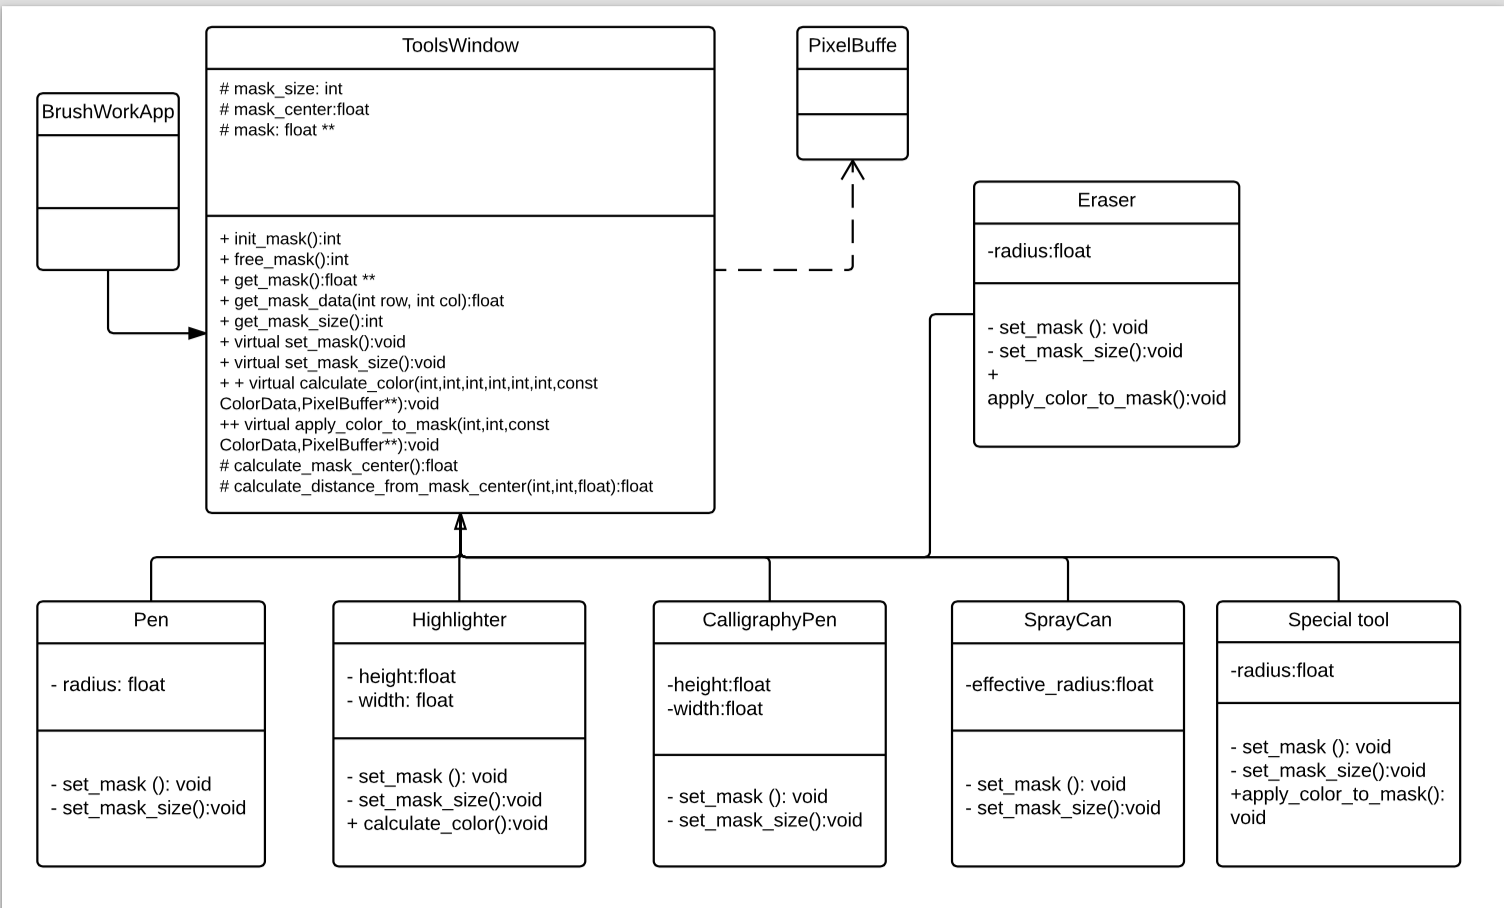 ToolsWindow
# mask_size: int
# mask_center:float
# mask: float **
+ init_mask():int
+ free_mask():int
+ get_mask():float **
+ get_mask_data(int row, int col):float
+ get_mask_size():int
+ virtual set_mask():void
+ virtual set_mask_size():void
+ + virtual calculate_color(int,int,int,int,int,int,const
ColorData,PixelBuffer**):void
++ virtual apply_color_to_mask(int,int,const
ColorData,PixelBuffer**):void
# calculate_mask_center():float
# calculate_distance_from_mask_center(int,int,float):float
PixelBuffe
BrushWorkApp
Eraser
-radius:float
- set_mask (): void
- set_mask_size():void
+
apply_color_to_mask():void
Pen
- radius: float
- set_mask (): void
- set_mask_size():void
Highlighter
- height:float
- width: float
- set_mask (): void
- set_mask_size():void
+ calculate_color():void
CalligraphyPen
-height:float
-width:float
- set_mask (): void
- set_mask_size():void
SprayCan
-effective_radius:float
- set_mask (): void
- set_mask_size():void
Special tool
-radius:float
- set_mask (): void
- set_mask_size():void
+apply_color_to_mask():
void